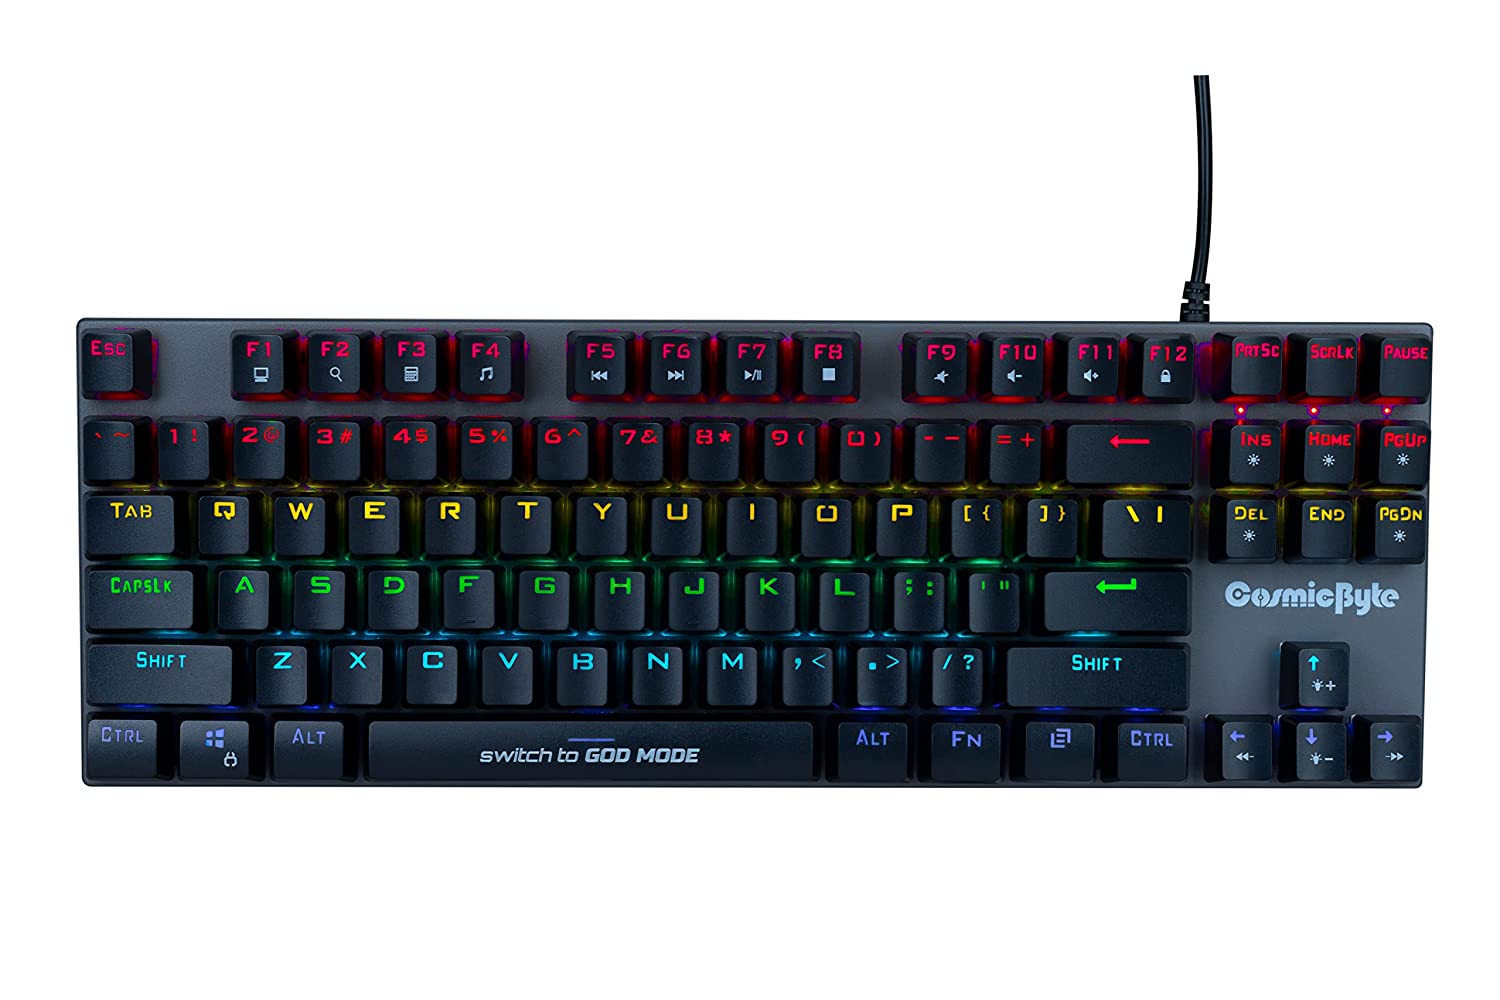 Esc F1 F2 F3 F4 F5 F6 F7 F8 F9 F10 F11 F12 PrtSc ScrLk Pause
` ~ 1 ! 2 @ 3 # 4 $ 5 % 6 ^ 7 & 8 * 9 ( 0 ) - – = + Ins Home PgUp
Tab Q W E R T Y U I O P [ { ] } \ | Del End PgDn
CapsLk A S D F G H J K L ; : ' "
CosmicByte
Shift Z X C V B N M , < . > / ? Shift
Ctrl Alt switch to GOD MODE Alt Fn Ctrl